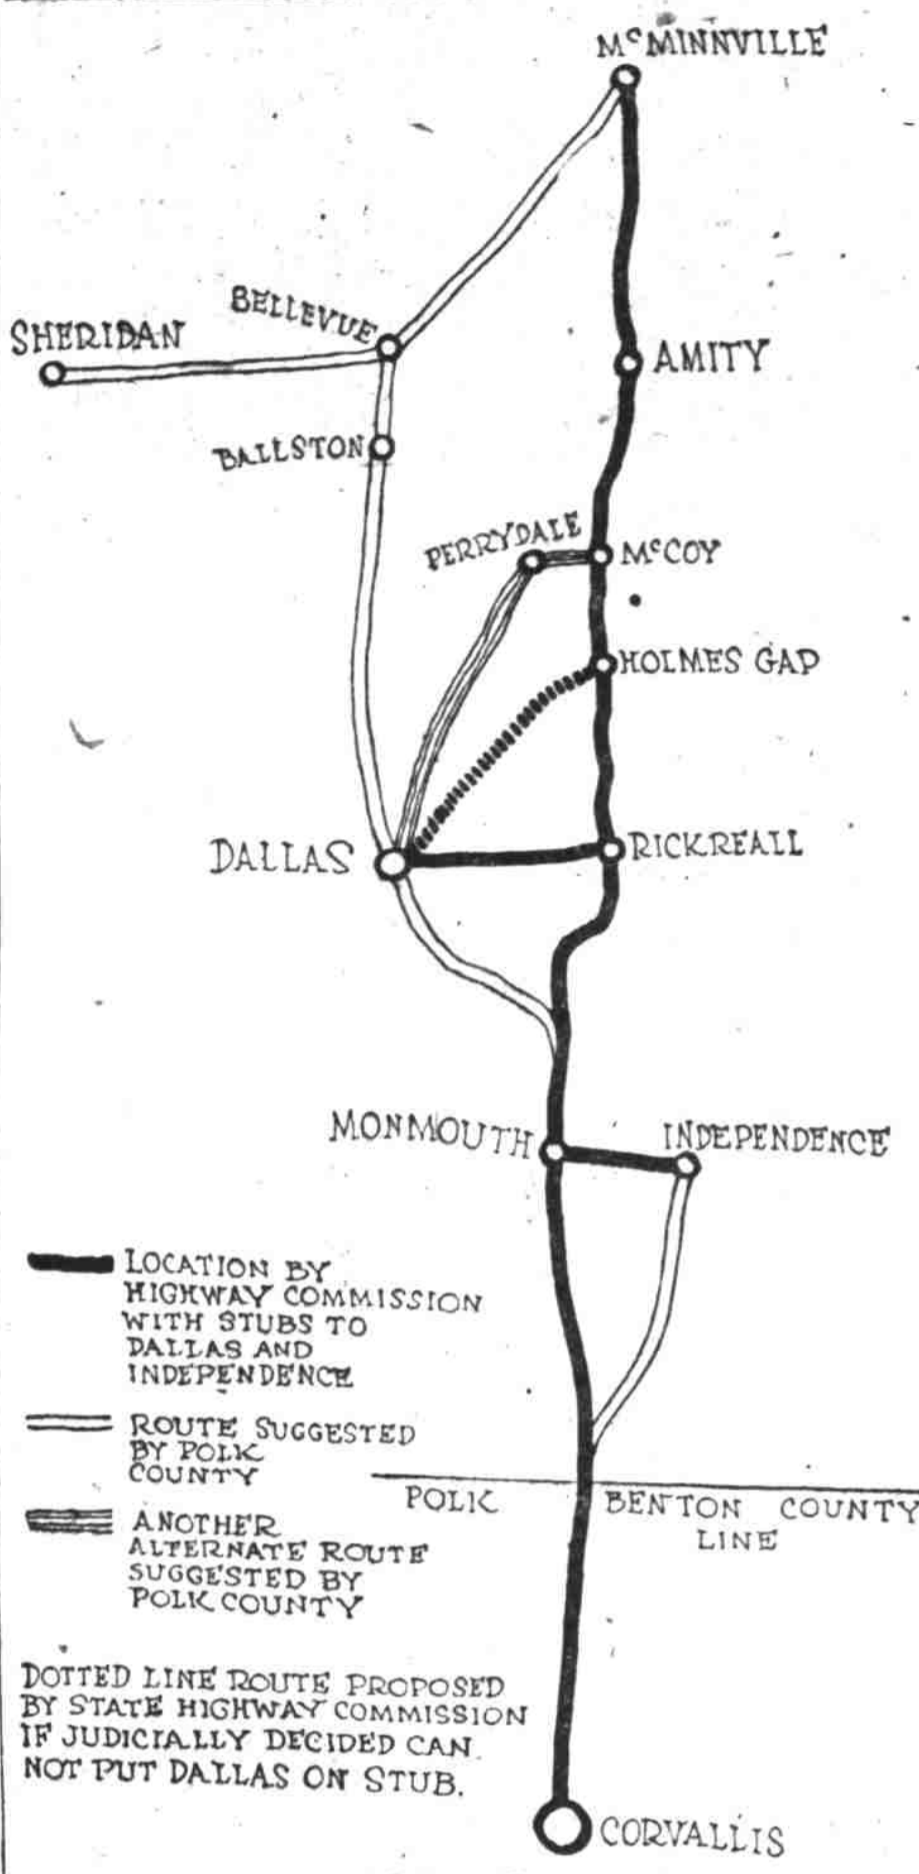 McMINNVILLE
BELLEVUE
SHERIDAN
AMITY
BALLSTON
PERRYDALE
McCOY
HOLMES GAP
DALLAS
RICKREALL
MONMOUTH
INDEPENDENCE
LOCATION BY
HIGHWAY COMMISSION
WITH STUBS TO
DALLAS AND
INDEPENDENCE
ROUTE SUGGESTED
BY POLK
COUNTY
POLK BENTON COUNTY
LINE
ANOTHER
ALTERNATE ROUTE
SUGGESTED BY
POLK COUNTY
DOTTED LINE ROUTE PROPOSED
BY STATE HIGHWAY COMMISSION
IF JUDICIALLY DECIDED CAN
NOT PUT DALLAS ON STUB.
CORVALLIS